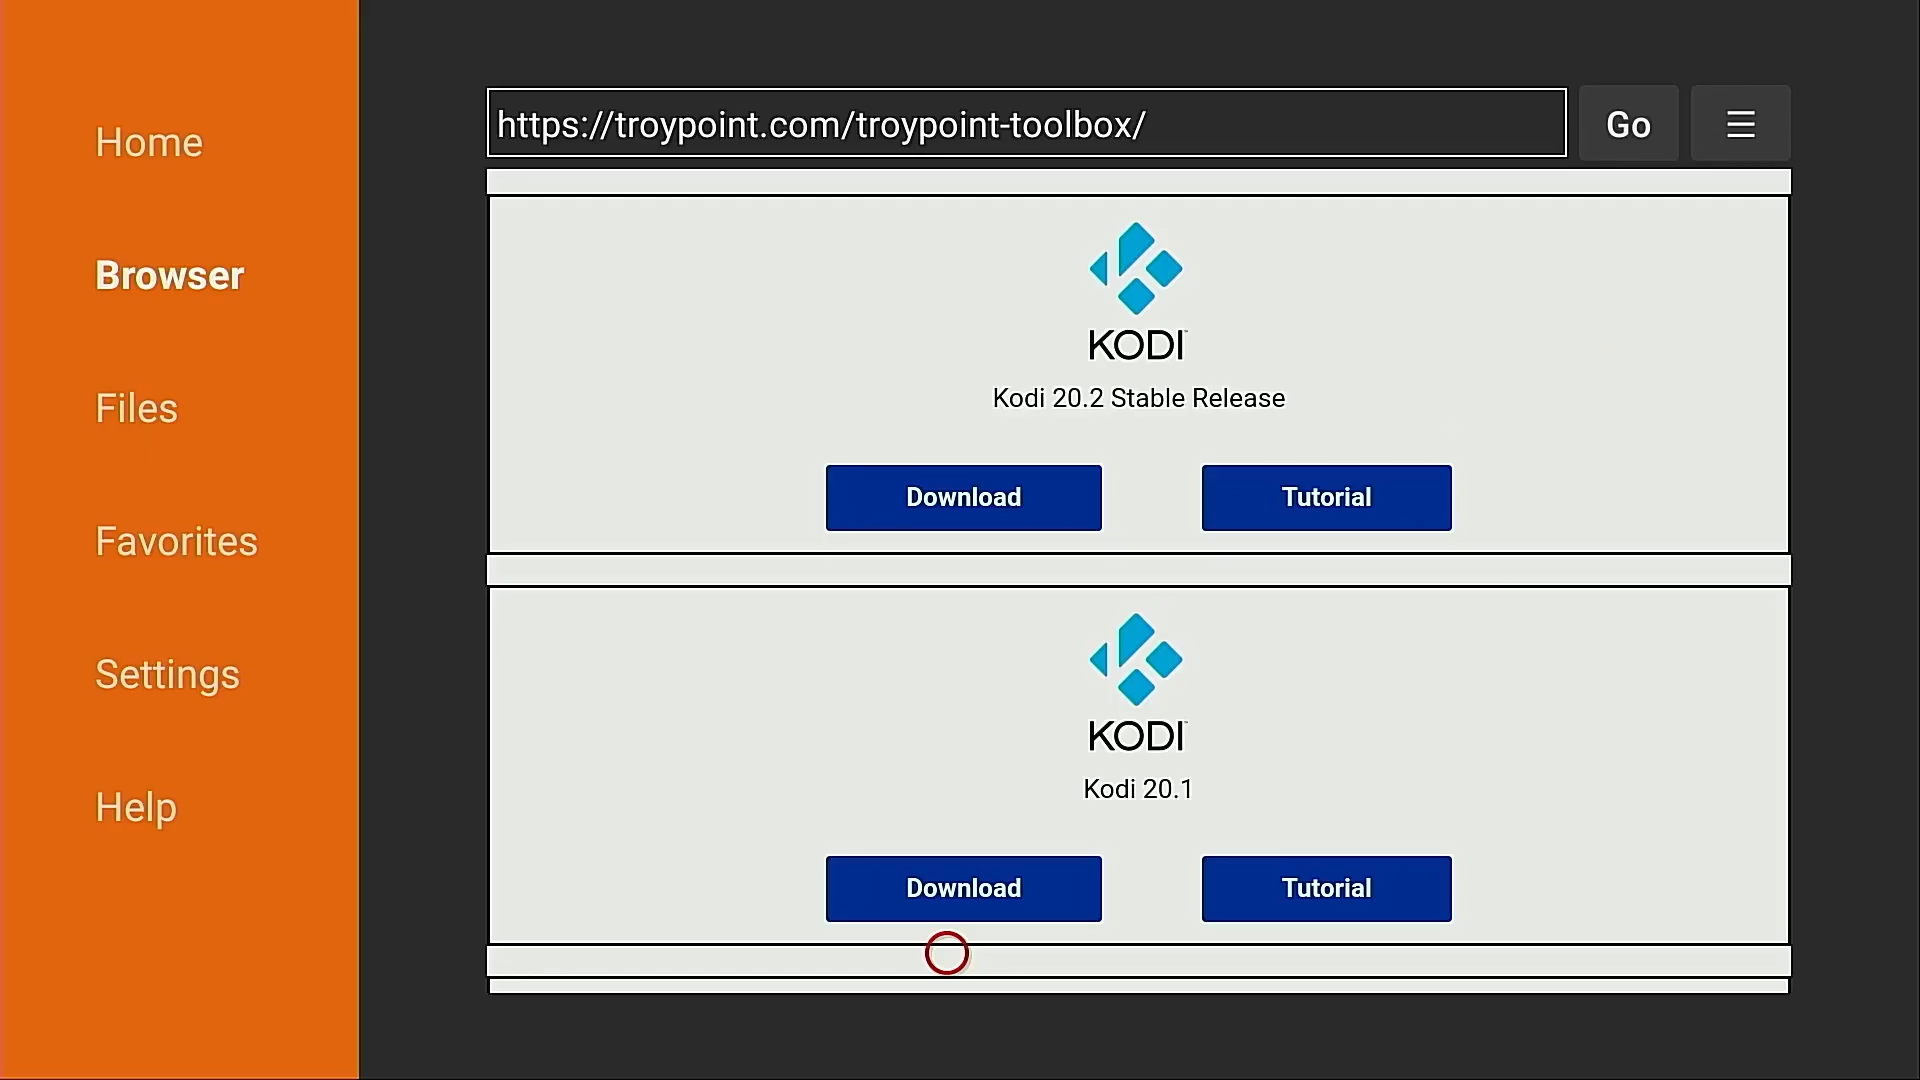 Home
Browser
Files
Favorites
Settings
Help
https://troypoint.com/troypoint-toolbox/
Go
KODI
Kodi 20.2 Stable Release
Download
Tutorial
KODI
Kodi 20.1
Download
Tutorial